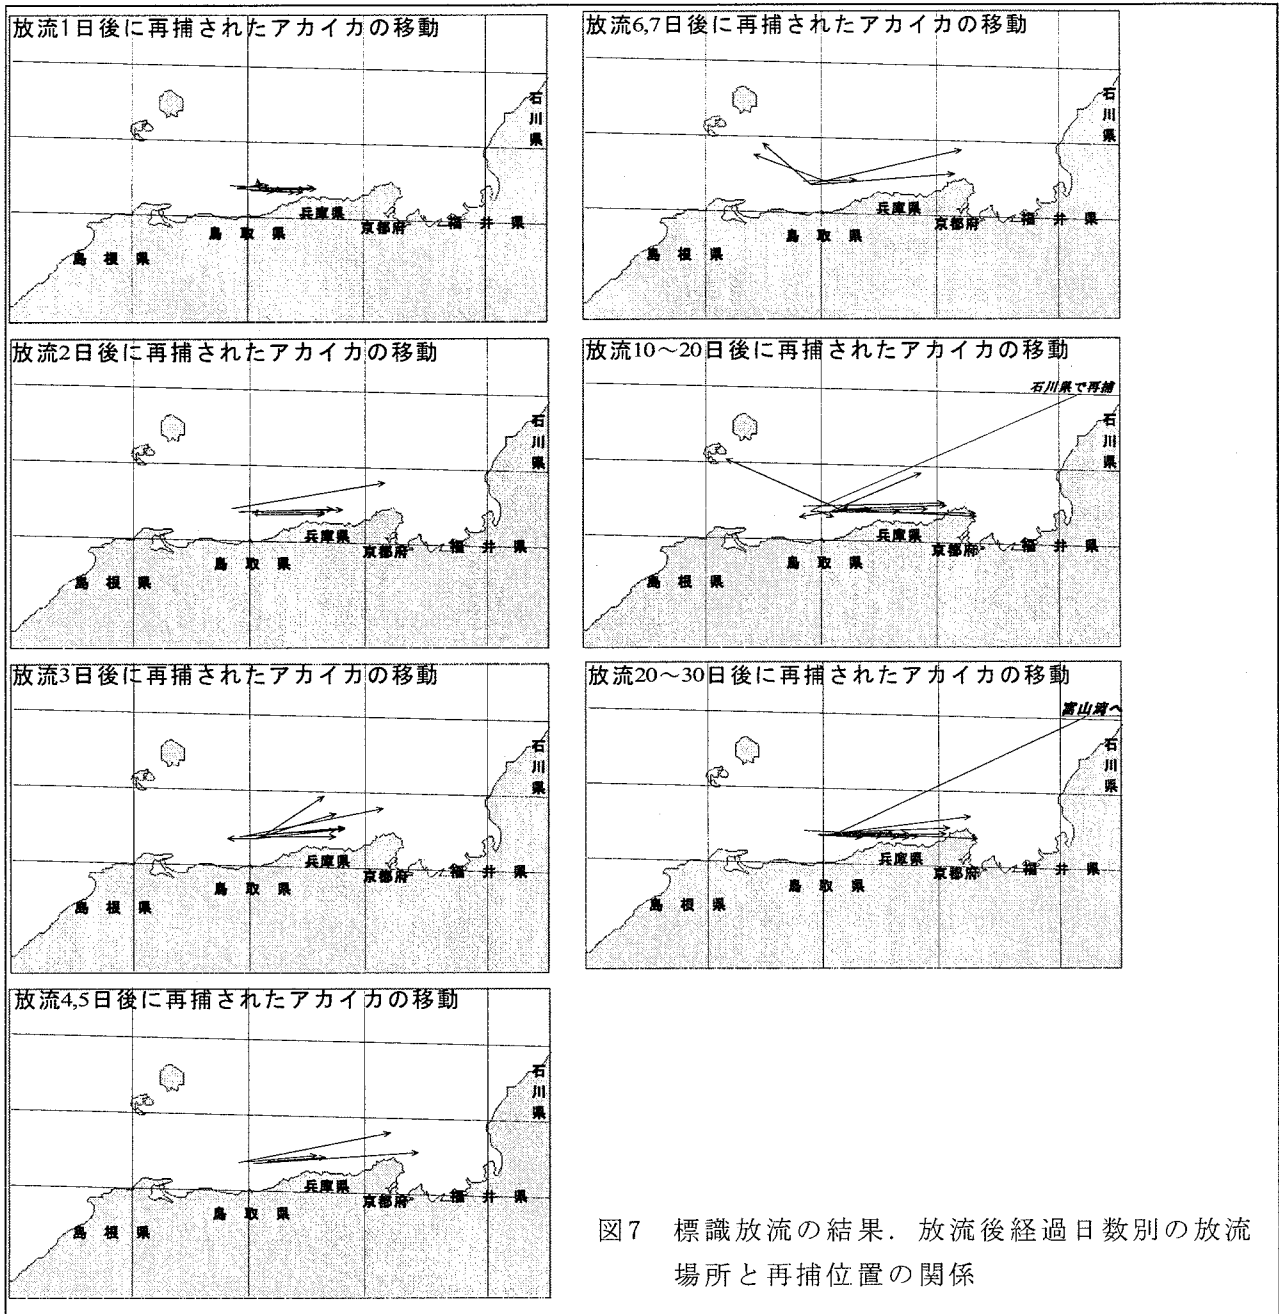 放流1日後に再捕されたアカイカの移動
石川県
兵庫県
京都府
福井県
鳥取県
島根県
放流2日後に再捕されたアカイカの移動
石川県
兵庫県
京都府
福井県
鳥取県
島根県
放流3日後に再捕されたアカイカの移動
石川県
兵庫県
京都府
福井県
鳥取県
島根県
放流4,5日後に再捕されたアカイカの移動
石川県
兵庫県
京都府
福井県
鳥取県
島根県
放流6,7日後に再捕されたアカイカの移動
石川県
兵庫県
京都府
福井県
鳥取県
島根県
放流10～20日後に再捕されたアカイカの移動
石川県で再捕
石川県
兵庫県
京都府
福井県
鳥取県
島根県
放流20～30日後に再捕されたアカイカの移動
富山湾へ
石川県
兵庫県
京都府
福井県
鳥取県
島根県
図7 標識放流の結果．放流後経過日数別の放流
場所と再捕位置の関係